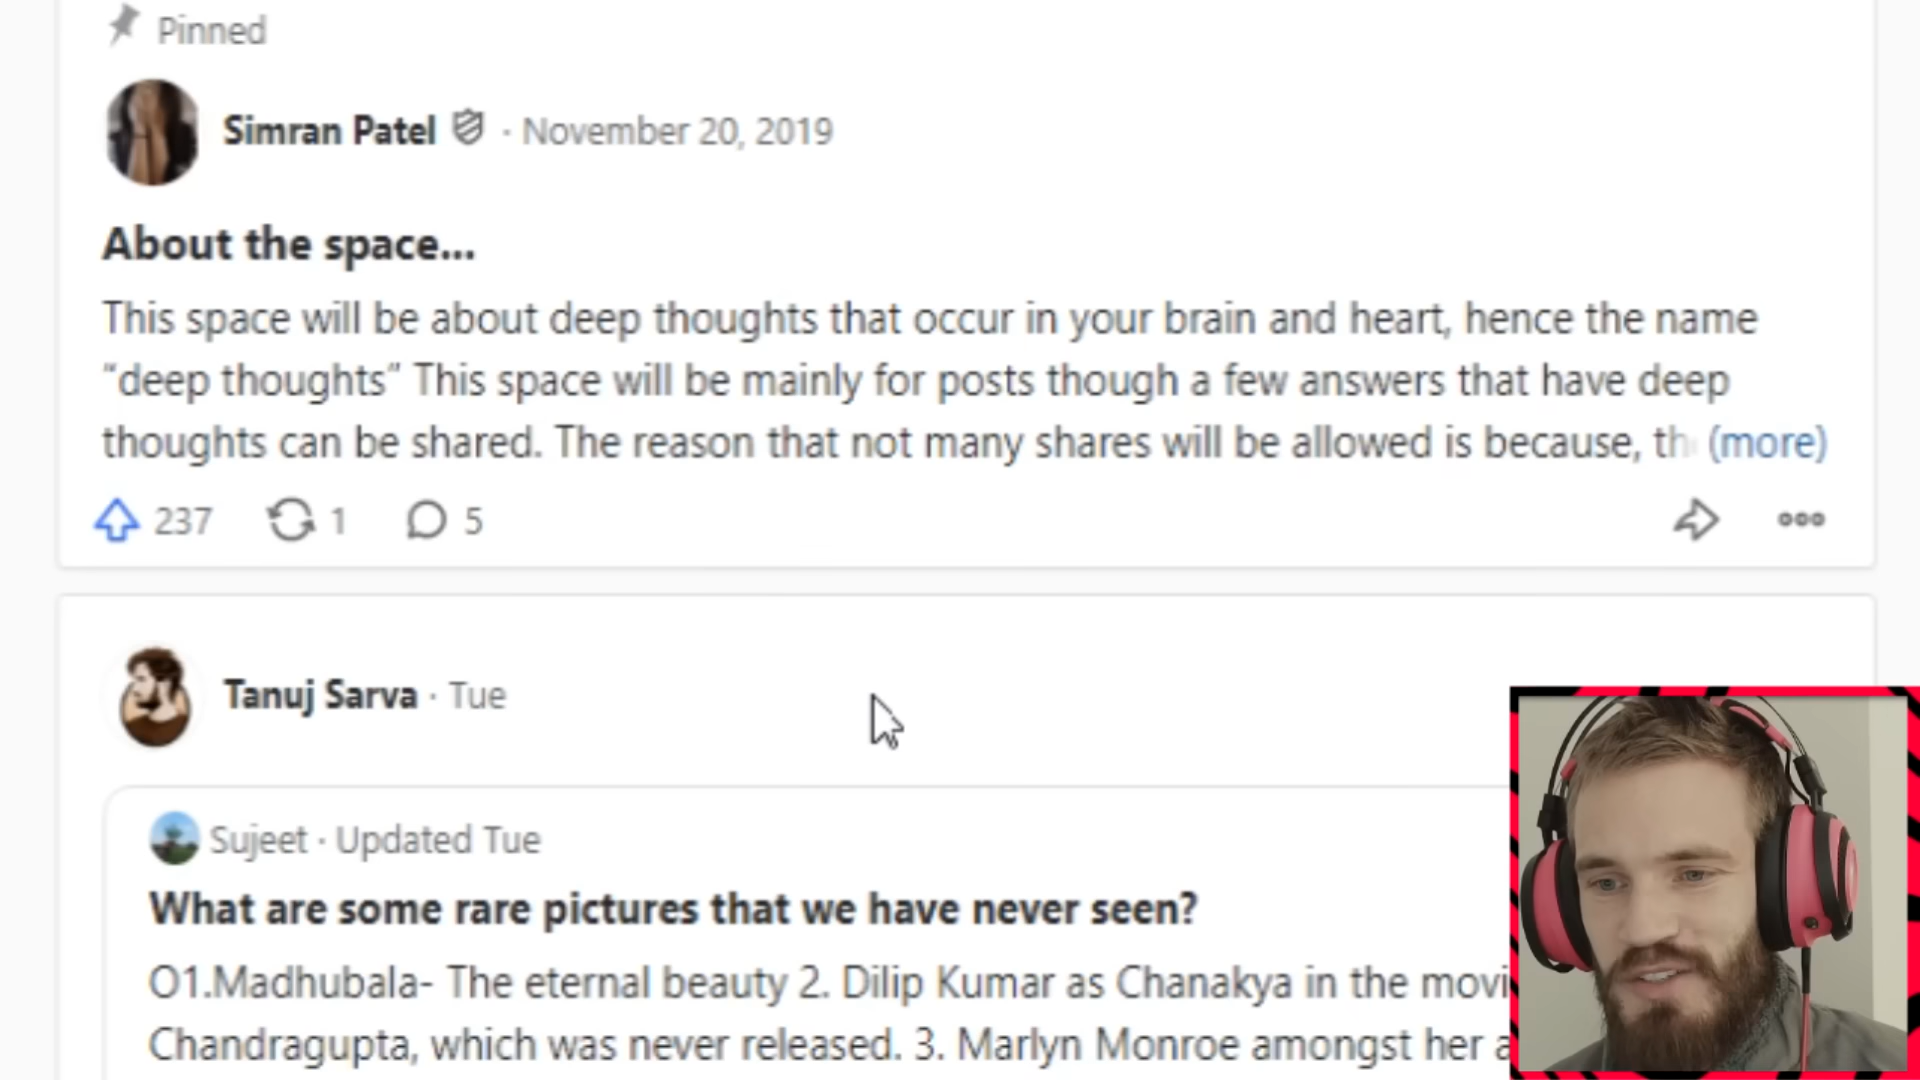 Pinned
Simran Patel · November 20, 2019
About the space...
This space will be about deep thoughts that occur in your brain and heart, hence the name
"deep thoughts" This space will be mainly for posts though a few answers that have deep
thoughts can be shared. The reason that not many shares will be allowed is because, th (more)
237 1 5
Tanuj Sarva · Tue
Sujeet · Updated Tue
What are some rare pictures that we have never seen?
O1.Madhubala- The eternal beauty 2. Dilip Kumar as Chanakya in the movi
Chandragupta, which was never released. 3. Marlyn Monroe amongst her a